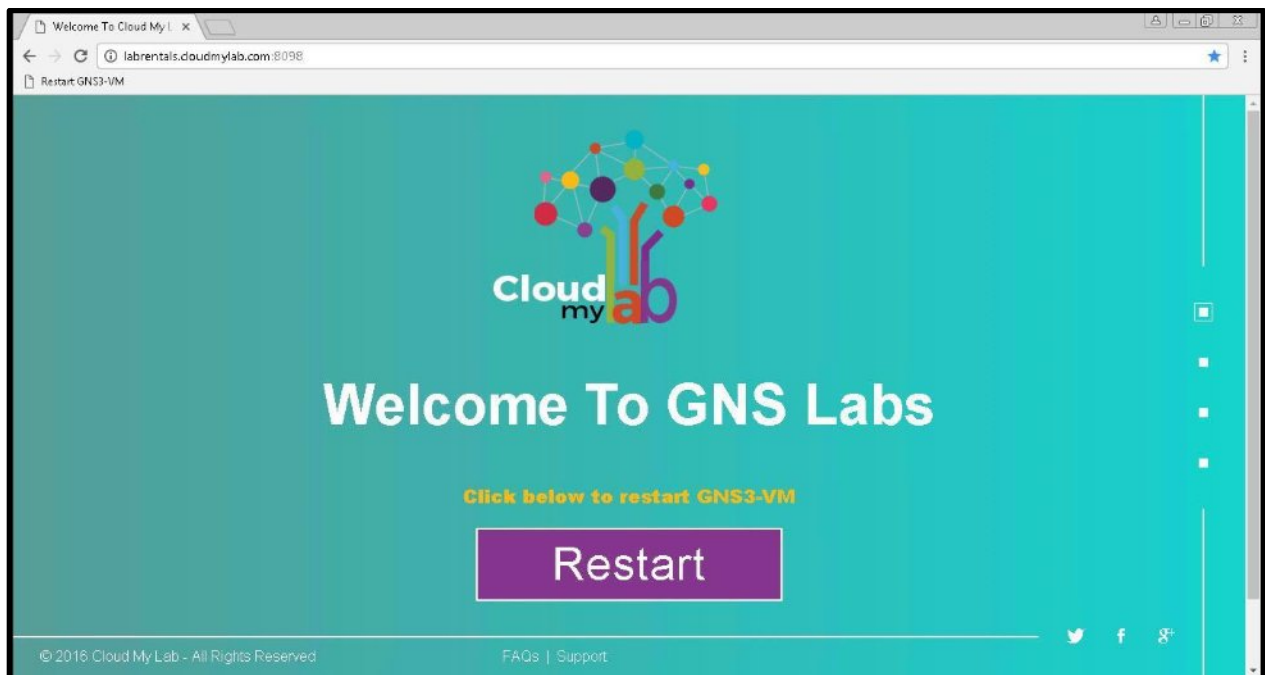 Welcome To Cloud My L
labrentals.cloudmylab.com:8098
Restart GNS3-VM
Cloud
my lab
Welcome To GNS Labs
Click below to restart GNS3-VM
Restart
© 2016 Cloud My Lab - All Rights Reserved
FAQs | Support